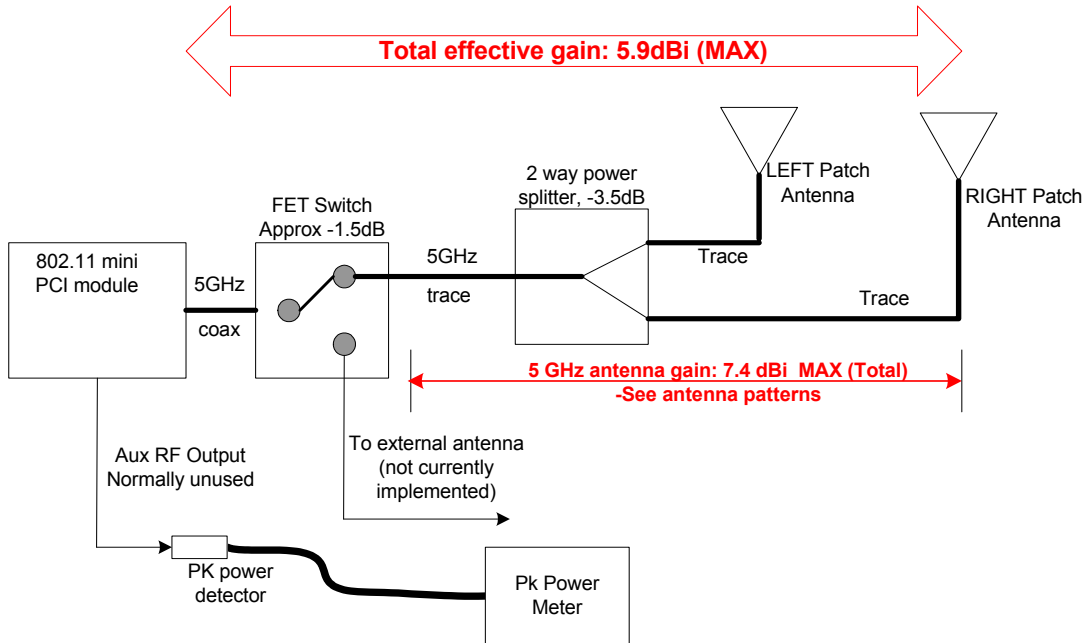 Total effective gain: 5.9dBi (MAX)
LEFT Patch
Antenna
RIGHT Patch
Antenna
2 way power
splitter, -3.5dB
FET Switch
Approx -1.5dB
802.11 mini
PCI module
5GHz
coax
5GHz
trace
Trace
Trace
5 GHz antenna gain: 7.4 dBi MAX (Total)
-See antenna patterns
Aux RF Output
Normally unused
To external antenna
(not currently
implemented)
PK power
detector
Pk Power
Meter